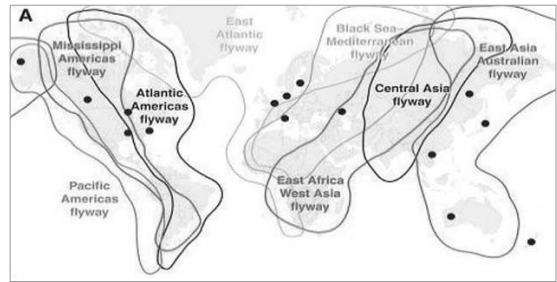 A
East
Atlantic
flyway
Black Sea–
Mediterranean
flyway
Mississippi
Americas
flyway
East Asia
Australian
flyway
Atlantic
Americas
flyway
Central Asia
flyway
Pacific
Americas
flyway
East Africa
West Asia
flyway